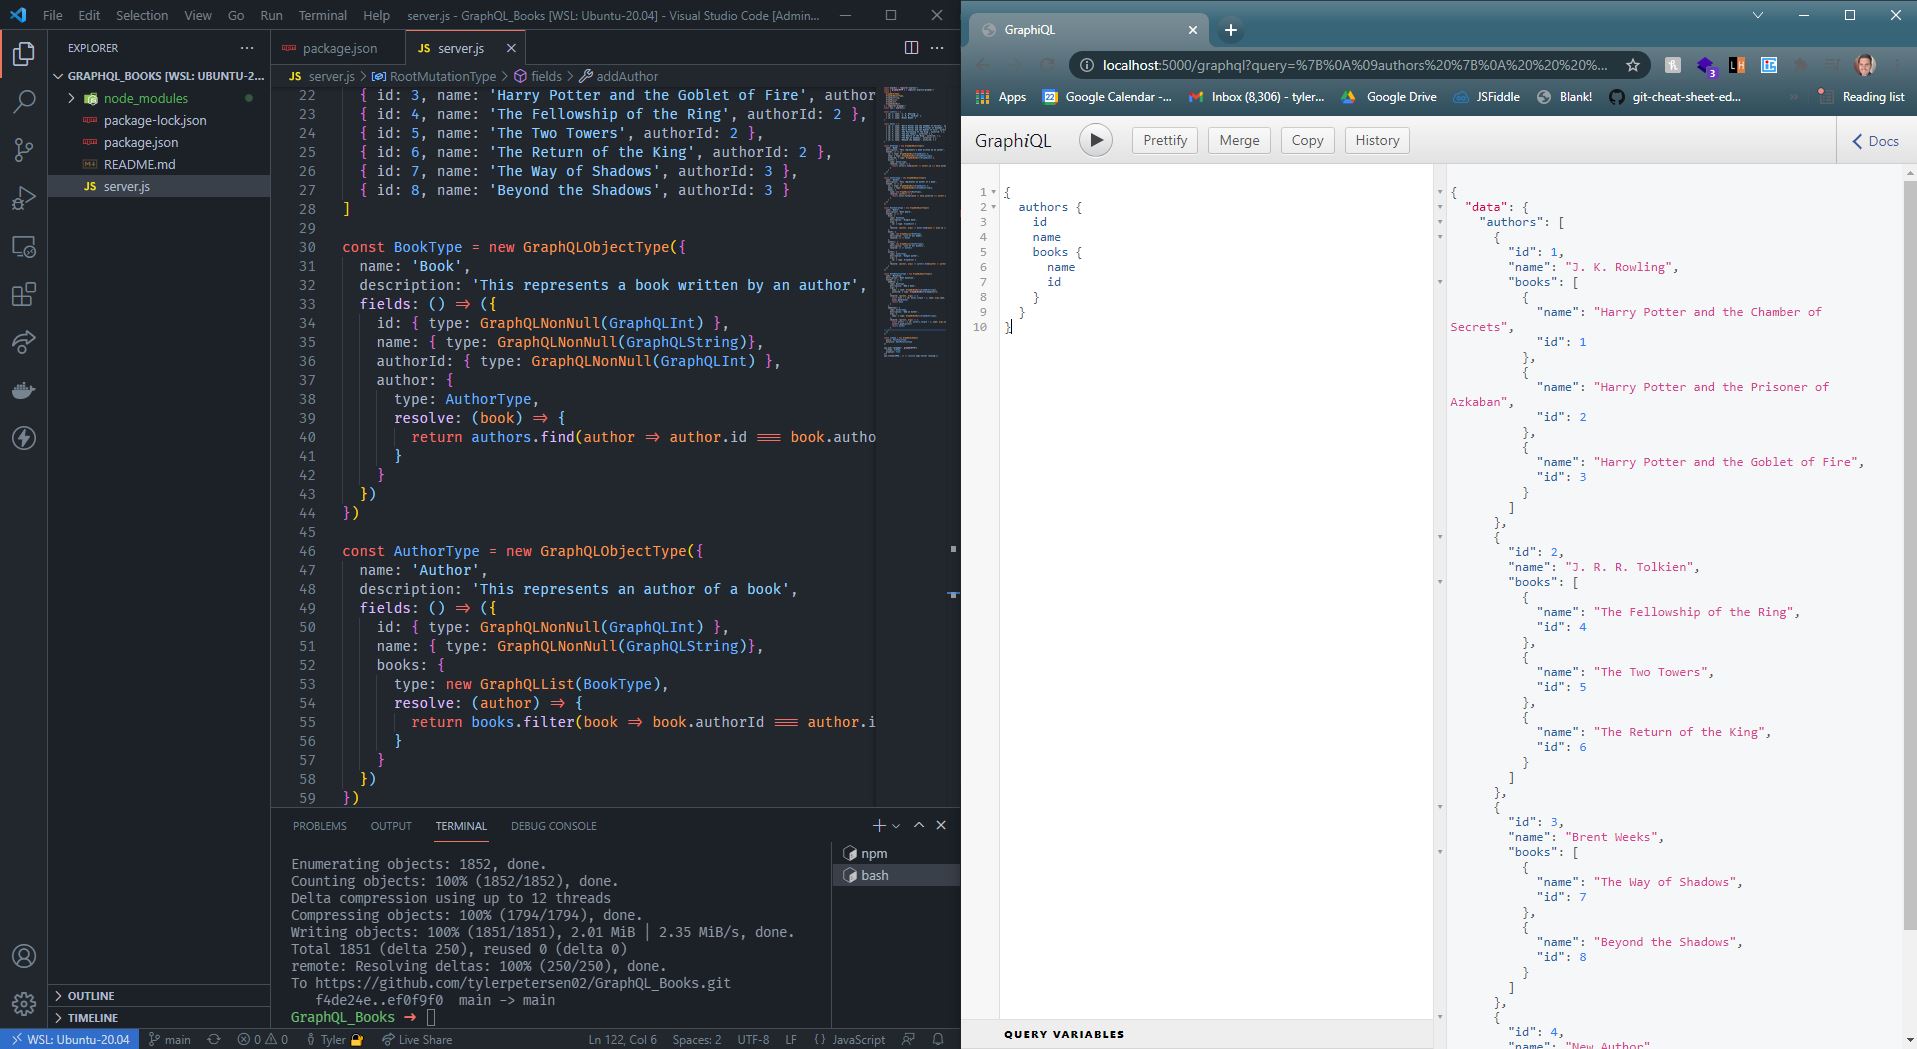 File Edit Selection View Go Run Terminal Help server.js - GraphQL_Books [WSL: Ubuntu-20.04] - Visual Studio Code [Admin...
EXPLORER
GRAPHQL_BOOKS [WSL: UBUNTU-2...
node_modules
package-lock.json
package.json
README.md
JS server.js
OUTLINE
TIMELINE
package.json JS server.js
JS server.js > RootMutationType > fields > addAuthor
22 { id: 3, name: 'Harry Potter and the Goblet of Fire', author
23 { id: 4, name: 'The Fellowship of the Ring', authorId: 2 },
24 { id: 5, name: 'The Two Towers', authorId: 2 },
25 { id: 6, name: 'The Return of the King', authorId: 2 },
26 { id: 7, name: 'The Way of Shadows', authorId: 3 },
27 { id: 8, name: 'Beyond the Shadows', authorId: 3 }
28 ]
29
30 const BookType = new GraphQLObjectType({
31 name: 'Book',
32 description: 'This represents a book written by an author',
33 fields: () => ({
34 id: { type: GraphQLNonNull(GraphQLInt) },
35 name: { type: GraphQLNonNull(GraphQLString)},
36 authorId: { type: GraphQLNonNull(GraphQLInt) },
37 author: {
38 type: AuthorType,
39 resolve: (book) => {
40 return authors.find(author => author.id === book.autho
41 }
42 }
43 })
44 })
45
46 const AuthorType = new GraphQLObjectType({
47 name: 'Author',
48 description: 'This represents an author of a book',
49 fields: () => ({
50 id: { type: GraphQLNonNull(GraphQLInt) },
51 name: { type: GraphQLNonNull(GraphQLString)},
52 books: {
53 type: new GraphQLList(BookType),
54 resolve: (author) => {
55 return books.filter(book => book.authorId === author.i
56 }
57 }
58 })
59 })
PROBLEMS OUTPUT TERMINAL DEBUG CONSOLE
npm
bash
Enumerating objects: 1852, done.
Counting objects: 100% (1852/1852), done.
Delta compression using up to 12 threads
Compressing objects: 100% (1794/1794), done.
Writing objects: 100% (1851/1851), 2.01 MiB | 2.35 MiB/s, done.
Total 1851 (delta 250), reused 0 (delta 0)
remote: Resolving deltas: 100% (250/250), done.
To https://github.com/tylerpetersen02/GraphQL_Books.git
f4de24e..ef0f9f0 main -> main
GraphQL_Books ➜
WSL: Ubuntu-20.04 main 0 0 Tyler Live Share Ln 122, Col 6 Spaces: 2 UTF-8 LF {} JavaScript
GraphiQL
localhost:5000/graphql?query=%7B%0A%09authors%20%7B%0A%20%20%20%...
3
LH
Apps 22 Google Calendar -... Inbox (8,306) - tyler... Google Drive JSFiddle Blank! git-cheat-sheet-ed... Reading list
GraphiQL Prettify Merge Copy History Docs
1 {
2 authors {
3 id
4 name
5 books {
6 name
7 id
8 }
9 }
10 }
QUERY VARIABLES
{
"data": {
"authors": [
{
"id": 1,
"name": "J. K. Rowling",
"books": [
{
"name": "Harry Potter and the Chamber of
Secrets",
"id": 1
},
{
"name": "Harry Potter and the Prisoner of
Azkaban",
"id": 2
},
{
"name": "Harry Potter and the Goblet of Fire",
"id": 3
}
]
},
{
"id": 2,
"name": "J. R. R. Tolkien",
"books": [
{
"name": "The Fellowship of the Ring",
"id": 4
},
{
"name": "The Two Towers",
"id": 5
},
{
"name": "The Return of the King",
"id": 6
}
]
},
{
"id": 3,
"name": "Brent Weeks",
"books": [
{
"name": "The Way of Shadows",
"id": 7
},
{
"name": "Beyond the Shadows",
"id": 8
}
]
},
{
"id": 4,
"name": "New Author"